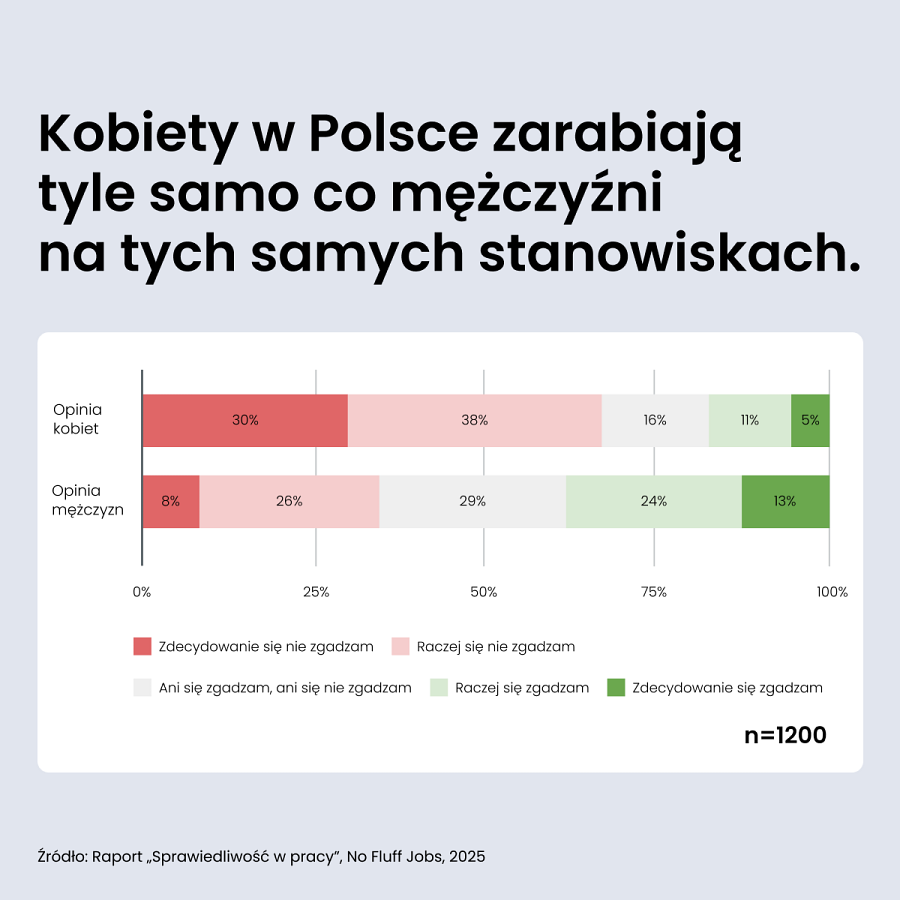 Kobiety w Polsce zarabiają
tyle samo co mężczyźni
na tych samych stanowiskach.
Opinia
kobiet
30% 38% 16% 11% 5%
Opinia
mężczyzn
8% 26% 29% 24% 13%
0% 25% 50% 75% 100%
Zdecydowanie się nie zgadzam Raczej się nie zgadzam
Ani się zgadzam, ani się nie zgadzam Raczej się zgadzam Zdecydowanie się zgadzam
n=1200
Źródło: Raport „Sprawiedliwość w pracy”, No Fluff Jobs, 2025